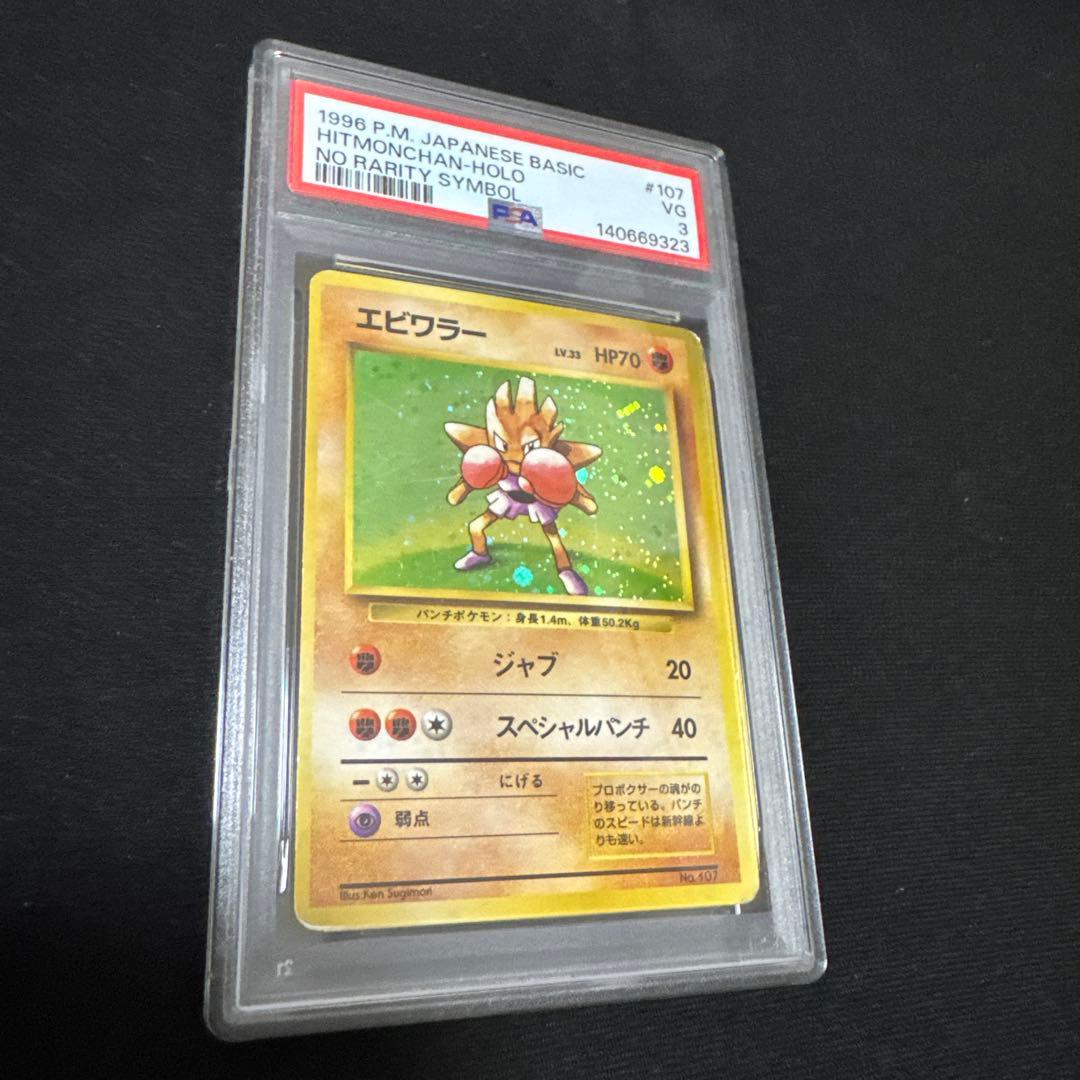 1996 P.M. JAPANESE BASIC
HITMONCHAN-HOLO
NO RARITY SYMBOL
#107
VG
3
140669323
PSA
エビワラー
LV.33 HP70
パンチポケモン：身長1.4m、体重50.2Kg
ジャブ 20
スペシャルパンチ 40
にげる
弱点
プロボクサーの魂がの
り移っている。パンチ
のスピードは新幹線よ
りも速い。
Illus.Ken Sugimori
No.107